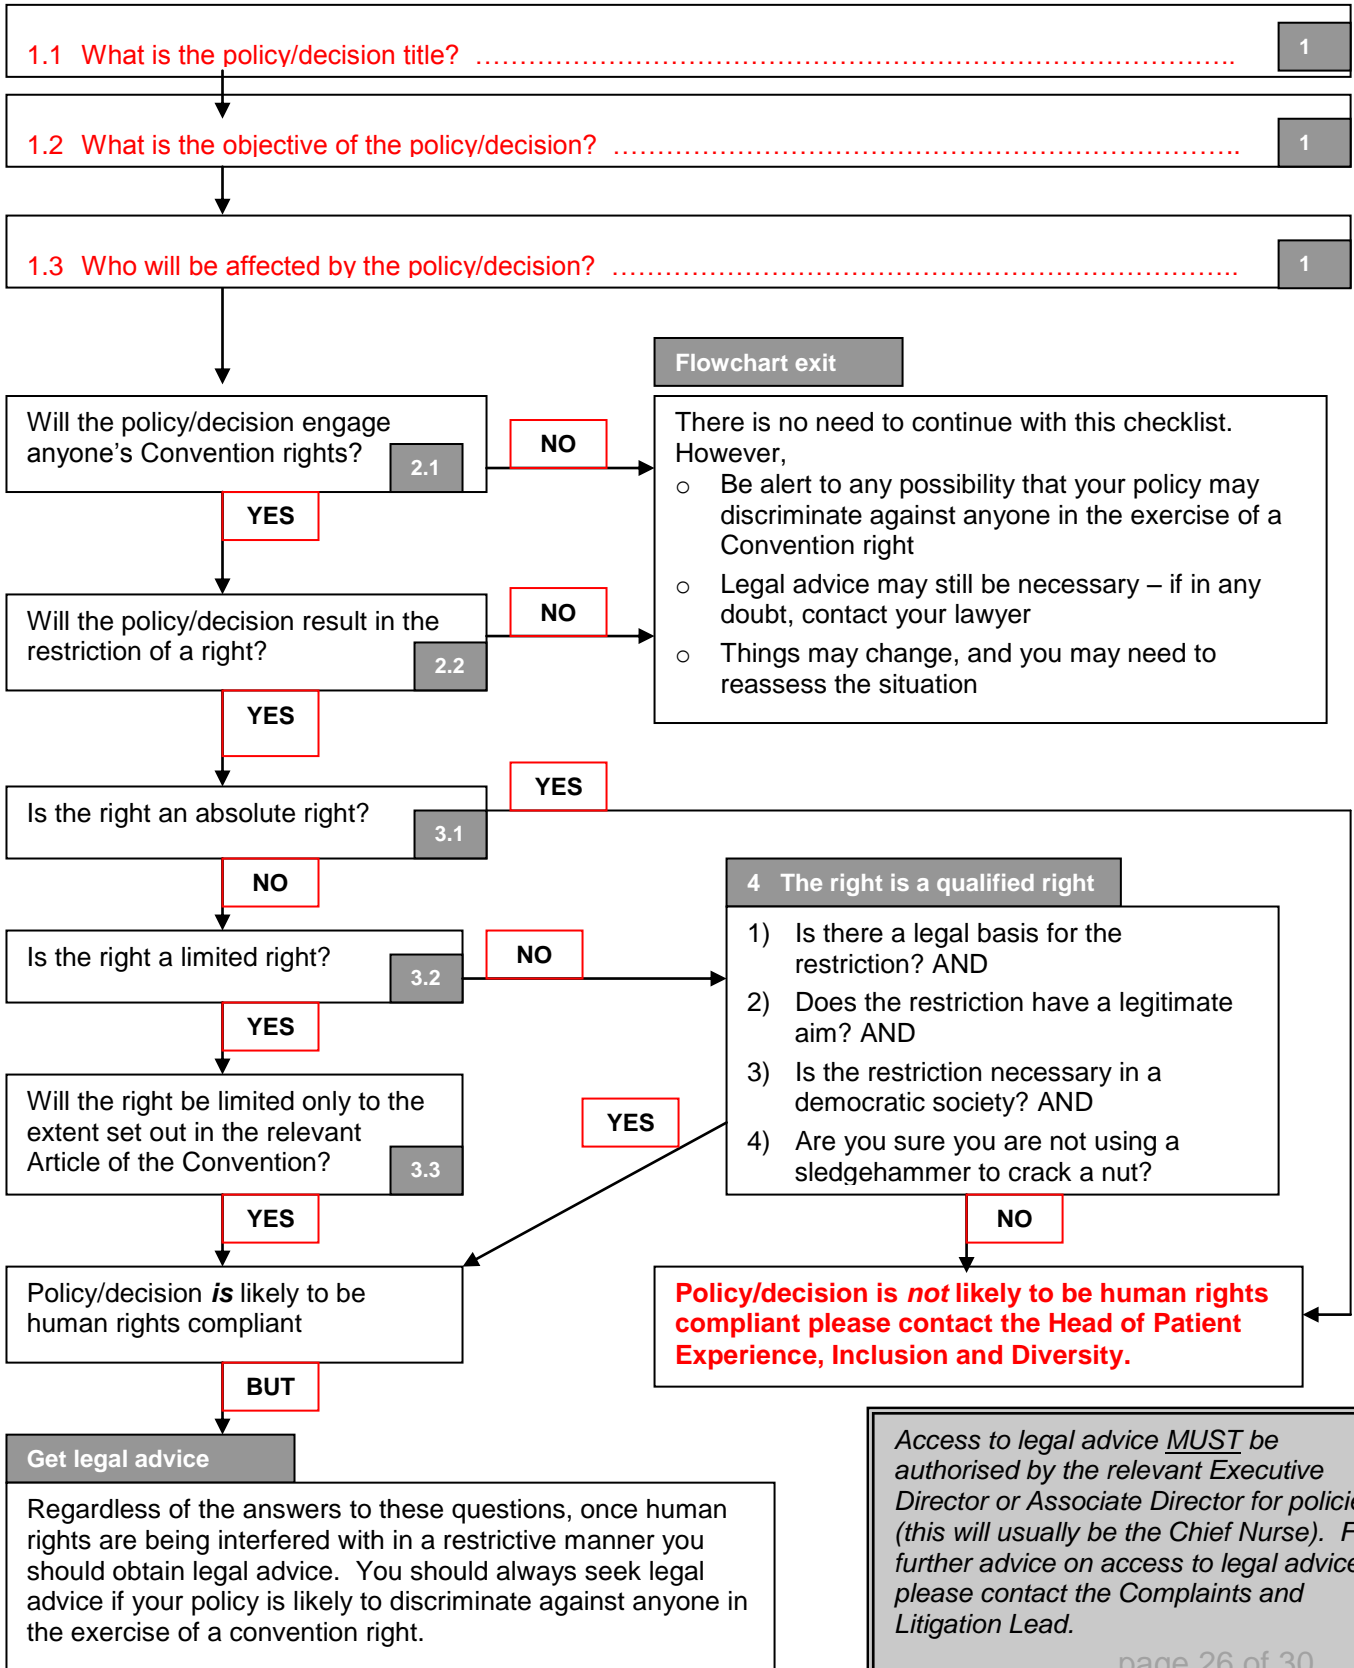 1.1 What is the policy/decision title? ……………………………………………………………………………..
1
1.2 What is the objective of the policy/decision? ………………………………………………………………..
1
1.3 Who will be affected by the policy/decision? ………………………………………………………………..
1
Flowchart exit
Will the policy/decision engage
anyone’s Convention rights?
2.1
NO
There is no need to continue with this checklist.
However,
o Be alert to any possibility that your policy may
discriminate against anyone in the exercise of a
Convention right
o Legal advice may still be necessary – if in any
doubt, contact your lawyer
o Things may change, and you may need to
reassess the situation
YES
Will the policy/decision result in the
restriction of a right?
2.2
NO
YES
Is the right an absolute right?
3.1
YES
NO
Is the right a limited right?
3.2
NO
4 The right is a qualified right
1) Is there a legal basis for the
restriction? AND
2) Does the restriction have a legitimate
aim? AND
3) Is the restriction necessary in a
democratic society? AND
4) Are you sure you are not using a
sledgehammer to crack a nut?
YES
Will the right be limited only to the
extent set out in the relevant
Article of the Convention?
3.3
YES
YES
NO
Policy/decision is likely to be
human rights compliant
Policy/decision is not likely to be human rights
compliant please contact the Head of Patient
Experience, Inclusion and Diversity.
BUT
Get legal advice
Regardless of the answers to these questions, once human
rights are being interfered with in a restrictive manner you
should obtain legal advice. You should always seek legal
advice if your policy is likely to discriminate against anyone in
the exercise of a convention right.
Access to legal advice MUST be
authorised by the relevant Executive
Director or Associate Director for policie
(this will usually be the Chief Nurse). F
further advice on access to legal advice
please contact the Complaints and
Litigation Lead.
page 26 of 30